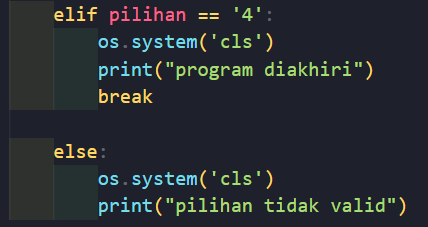 elif pilihan == '4':
os.system('cls')
print("program diakhiri")
break
else:
os.system('cls')
print("pilihan tidak valid")